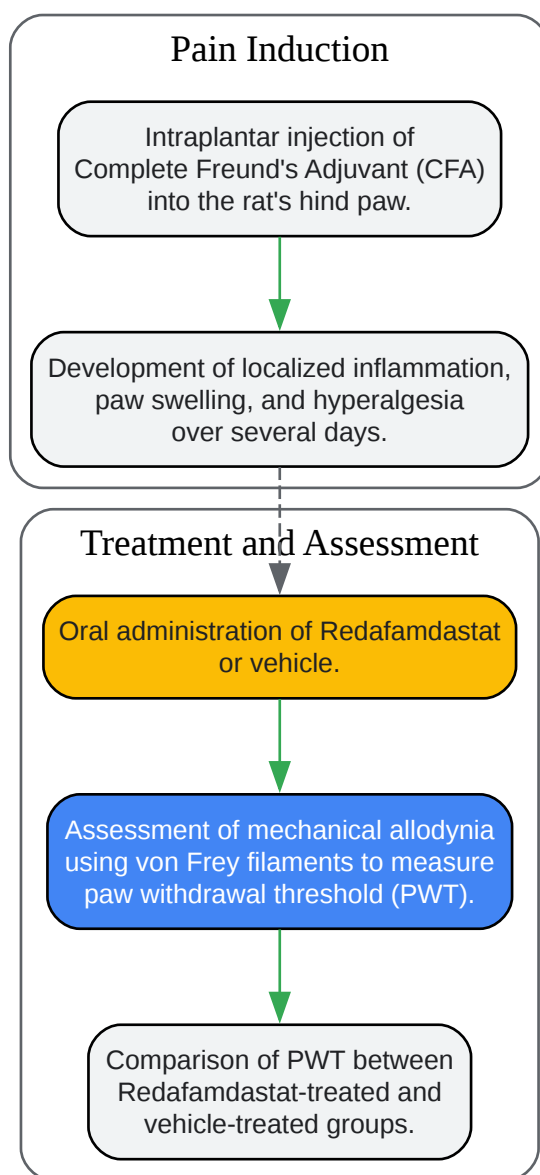 Pain Induction
Intraplantar injection of
Complete Freund's Adjuvant (CFA)
into the rat's hind paw.
Development of localized inflammation,
paw swelling, and hyperalgesia
over several days.
Treatment and Assessment
Oral administration of Redafamdastat
or vehicle.
Assessment of mechanical allodynia
using von Frey filaments to measure
paw withdrawal threshold (PWT).
Comparison of PWT between
Redafamdastat-treated and
vehicle-treated groups.